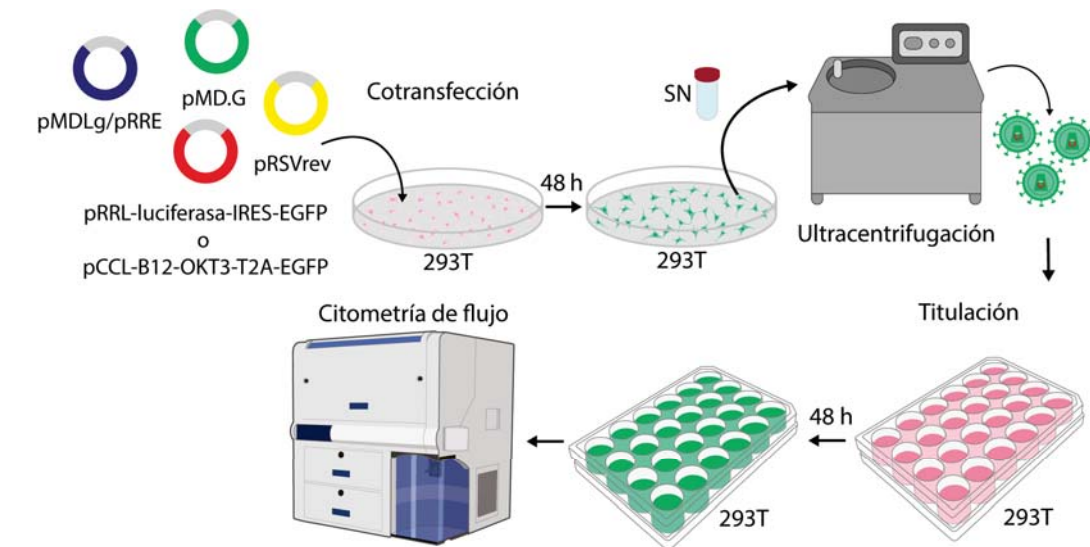 pMDLg/pRRE
pMD.G
pRSVrev
pRRL-luciferasa-IRES-EGFP
o
pCCL-B12-OKT3-T2A-EGFP
Cotransfección
293T
48 h
293T
SN
Ultracentrifugación
Titulación
293T
48 h
293T
Citometría de flujo